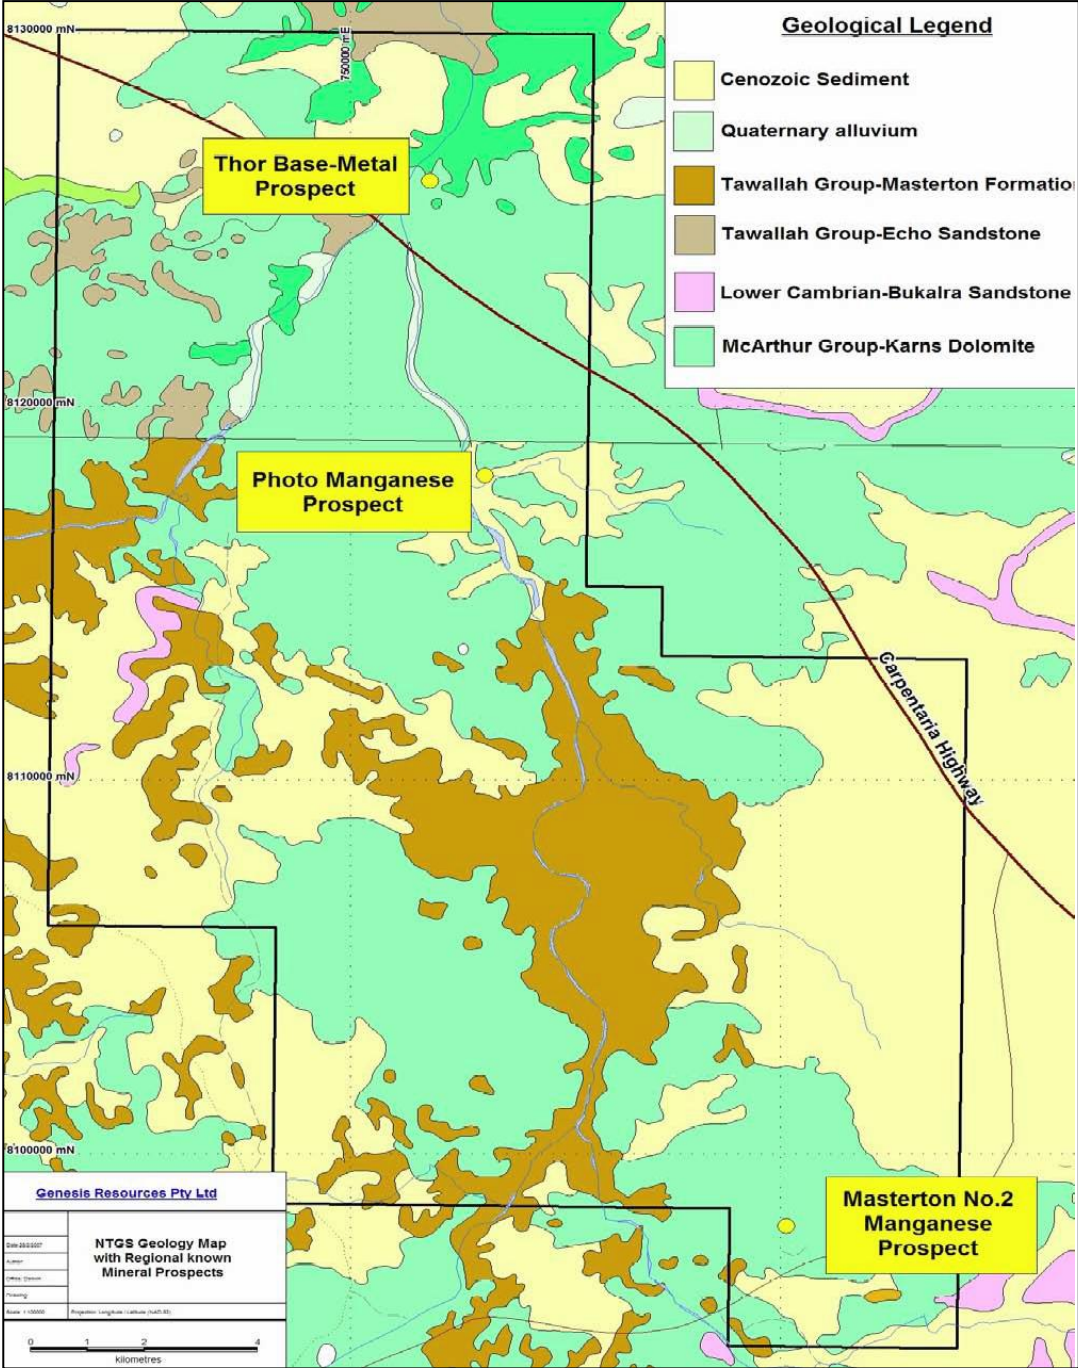 8130000 mN
750000 mE
Geological Legend
Cenozoic Sediment
Quaternary alluvium
Tawallah Group-Masterton Formatio
Tawallah Group-Echo Sandstone
Lower Cambrian-Bukalra Sandstone
McArthur Group-Karns Dolomite
Thor Base-Metal
Prospect
8120000 mN
Photo Manganese
Prospect
Carpentaria Highway
8110000 mN
8100000 mN
Masterton No.2
Manganese
Prospect
Genesis Resources Pty Ltd
NTGS Geology Map
with Regional known
Mineral Prospects
0 1 2 4
kilometres